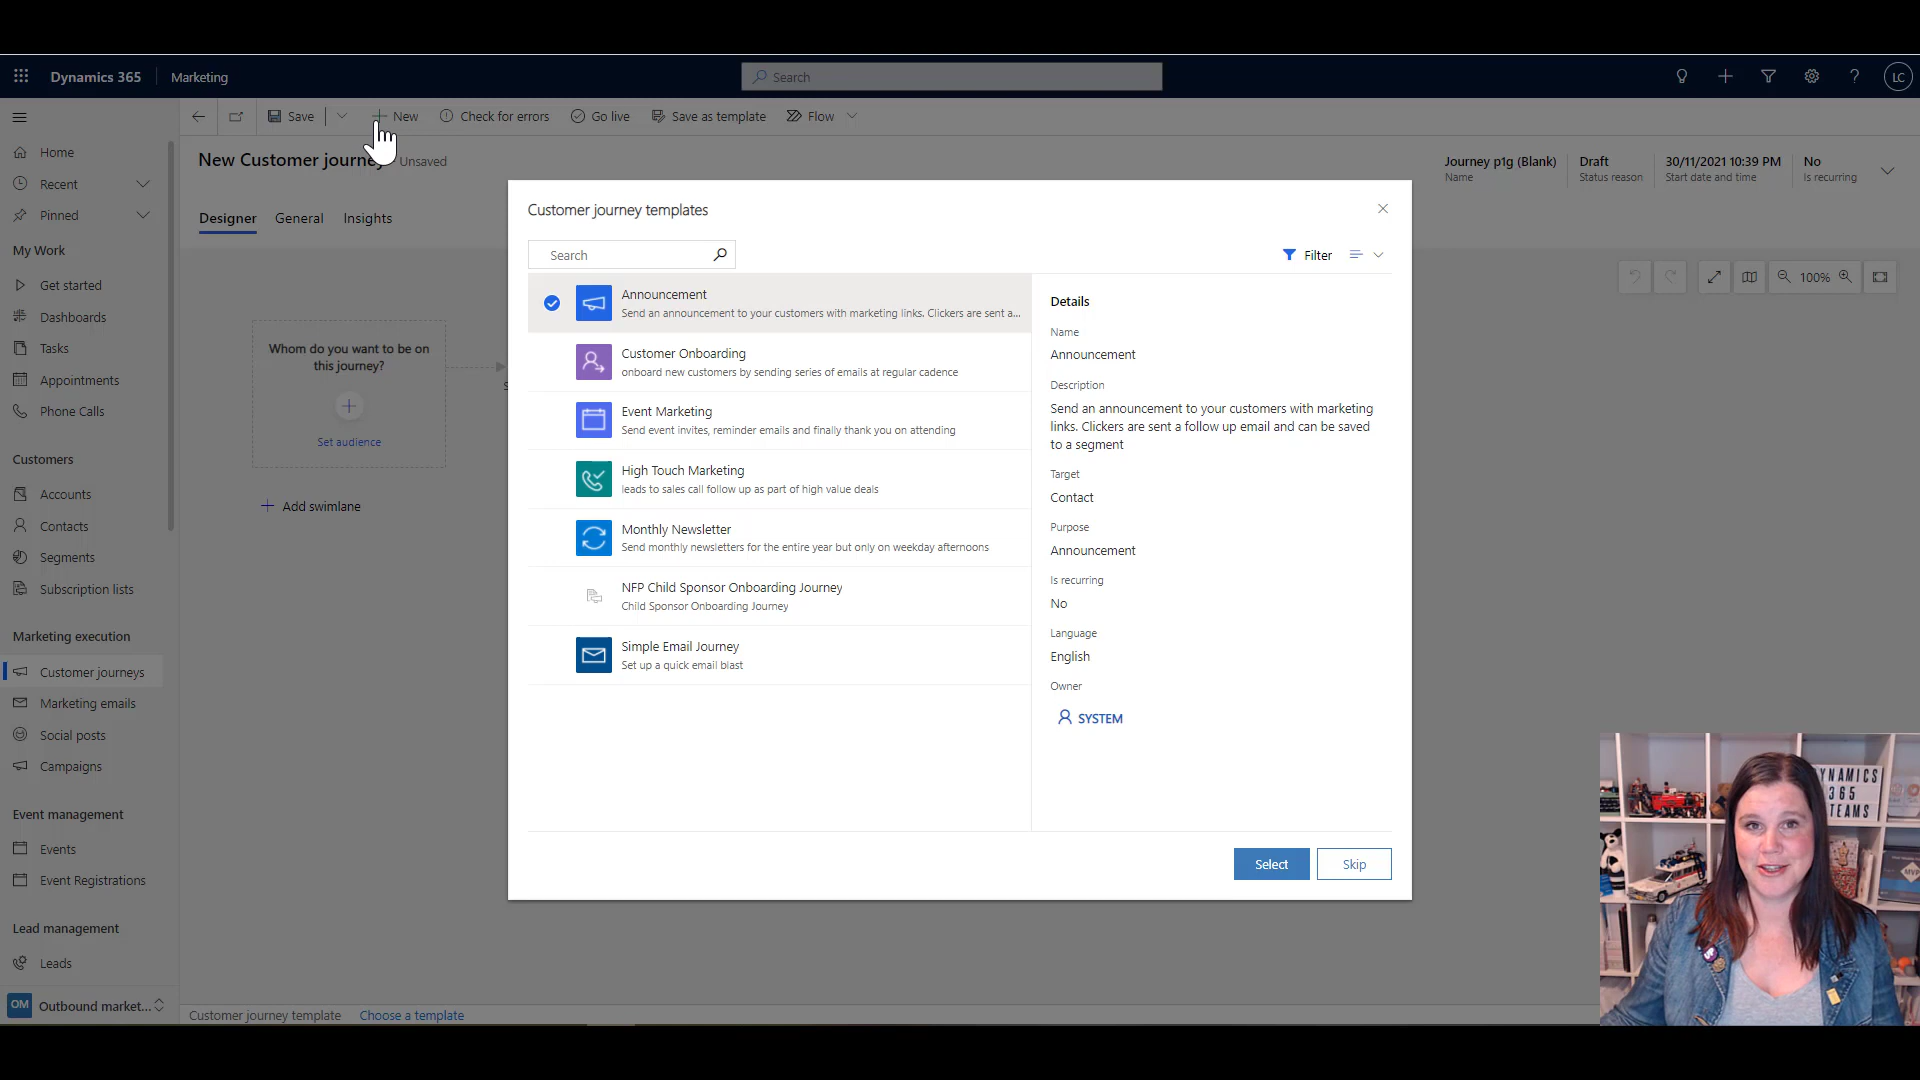 Dynamics 365
Marketing
Search
LC
Save
New
Check for errors
Go live
Save as template
Flow
Home
Recent
Pinned
My Work
Get started
Dashboards
Tasks
Appointments
Phone Calls
Customers
Accounts
Contacts
Segments
Subscription lists
Marketing execution
Customer journeys
Marketing emails
Social posts
Campaigns
Event management
Events
Event Registrations
Lead management
Leads
OM
Outbound market...
New Customer journey
Unsaved
Journey p1g (Blank)
Name
Draft
Status reason
30/11/2021 10:39 PM
Start date and time
No
Is recurring
Designer
General
Insights
100%
Whom do you want to be on
this journey?
Set audience
Add swimlane
Customer journey templates
Search
Filter
Announcement
Send an announcement to your customers with marketing links. Clickers are sent a...
Customer Onboarding
onboard new customers by sending series of emails at regular cadence
Event Marketing
Send event invites, reminder emails and finally thank you on attending
High Touch Marketing
leads to sales call follow up as part of high value deals
Monthly Newsletter
Send monthly newsletters for the entire year but only on weekday afternoons
NFP Child Sponsor Onboarding Journey
Child Sponsor Onboarding Journey
Simple Email Journey
Set up a quick email blast
Details
Name
Announcement
Description
Send an announcement to your customers with marketing
links. Clickers are sent a follow up email and can be saved
to a segment
Target
Contact
Purpose
Announcement
Is recurring
No
Language
English
Owner
SYSTEM
Select
Skip
Customer journey template
Choose a template
YNAMICS
365
TEAMS
MVP